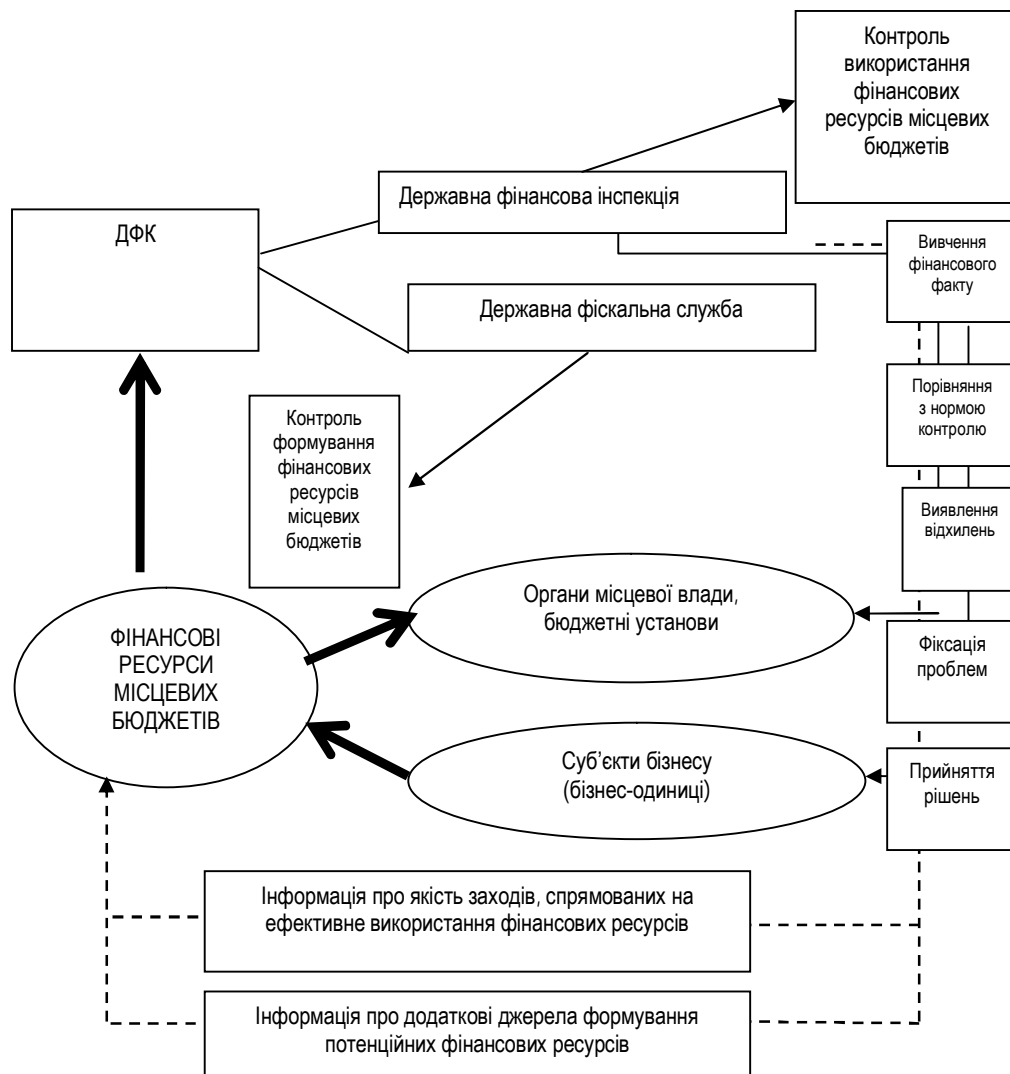 Контроль
використання
фінансових
ресурсів місцевих
бюджетів
Державна фінансова інспекція
ДФК
Вивчення
фінансового
факту
Державна фіскальна служба
Порівняння
з нормою
контролю
Контроль
формування
фінансових
ресурсів
місцевих
бюджетів
Виявлення
відхилень
Органи місцевої влади,
бюджетні установи
ФІНАНСОВІ
РЕСУРСИ
МІСЦЕВИХ
БЮДЖЕТІВ
Фіксація
проблем
Суб’єкти бізнесу
(бізнес-одиниці)
Прийняття
рішень
Інформація про якість заходів, спрямованих на
ефективне використання фінансових ресурсів
Інформація про додаткові джерела формування
потенційних фінансових ресурсів